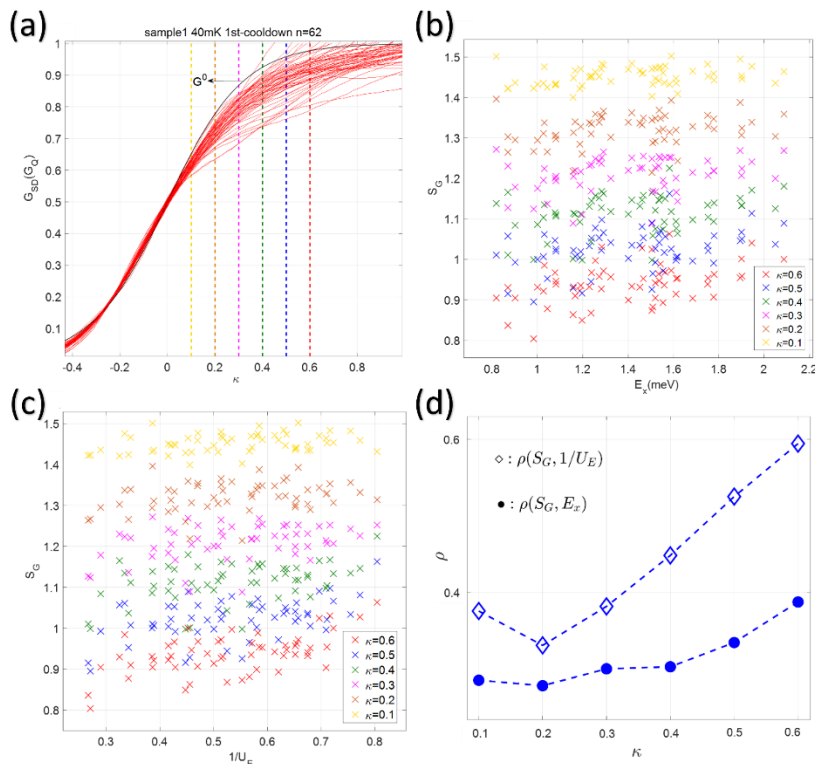 (a)
sample1 40mK 1st-cooldown n=62
G⁰
1
0.9
0.8
0.7
0.6
0.5
0.4
0.3
0.2
0.1
G_SD(G_Q)
-0.4 -0.2 0 0.2 0.4 0.6 0.8
κ
(b)
1.5
1.4
1.3
1.2
1.1
1
0.9
0.8
S_G
κ=0.6
κ=0.5
κ=0.4
κ=0.3
κ=0.2
κ=0.1
0.8 1 1.2 1.4 1.6 1.8 2 2.2
E_x(meV)
(c)
1.5
1.4
1.3
1.2
1.1
1
0.9
0.8
S_G
κ=0.6
κ=0.5
κ=0.4
κ=0.3
κ=0.2
κ=0.1
0.3 0.4 0.5 0.6 0.7 0.8
1/U_E
(d)
0.6
0.4
ρ
◇: ρ(S_G, 1/U_E)
●: ρ(S_G, E_x)
0.1 0.2 0.3 0.4 0.5 0.6
κ